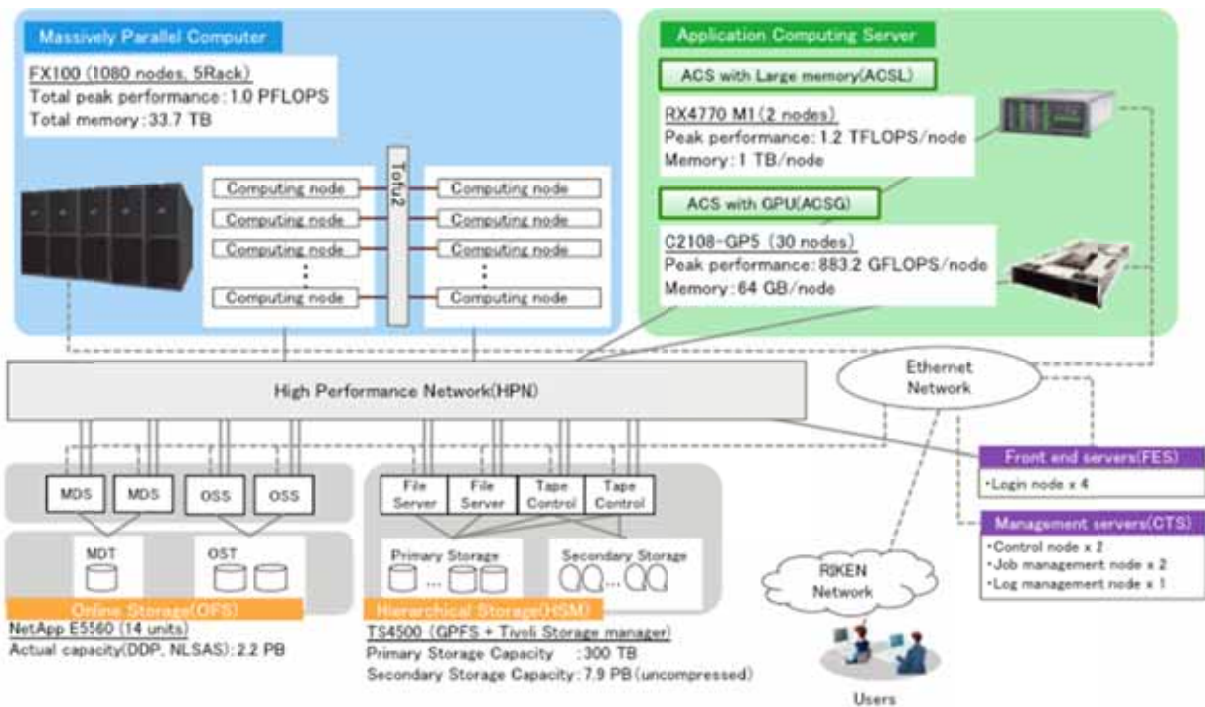 Massively Parallel Computer
FX100 (1080 nodes, 5Rack)
Total peak performance:1.0 PFLOPS
Total memory:33.7 TB
Computing node
Computing node
Computing node
Computing node
Tofu2
Computing node
Computing node
Computing node
Computing node
Application Computing Server
ACS with Large memory(ACSL)
RX4770 M1(2 nodes)
Peak performance:1.2 TFLOPS/node
Memory:1 TB/node
ACS with GPU(ACSG)
C2108-GP5 (30 nodes)
Peak performance:883.2 GFLOPS/node
Memory:64 GB/node
High Performance Network(HPN)
Ethernet
Network
MDS
MDS
OSS
OSS
MDT
OST
Online Storage(OFS)
NetApp E5560 (14 units)
Actual capacity(DDP, NLSAS):2.2 PB
File
Server
File
Server
Tape
Control
Tape
Control
Primary Storage
...
Secondary Storage
...
Hierarchical Storage(HSM)
TS4500 (GPFS + Tivoli Storage manager)
Primary Storage Capacity :300 TB
Secondary Storage Capacity:7.9 PB(uncompressed)
Front end servers(FES)
・Login node x 4
Management servers(CTS)
・Control node x 2
・Job management node x 2
・Log management node x 1
RIKEN
Network
Users